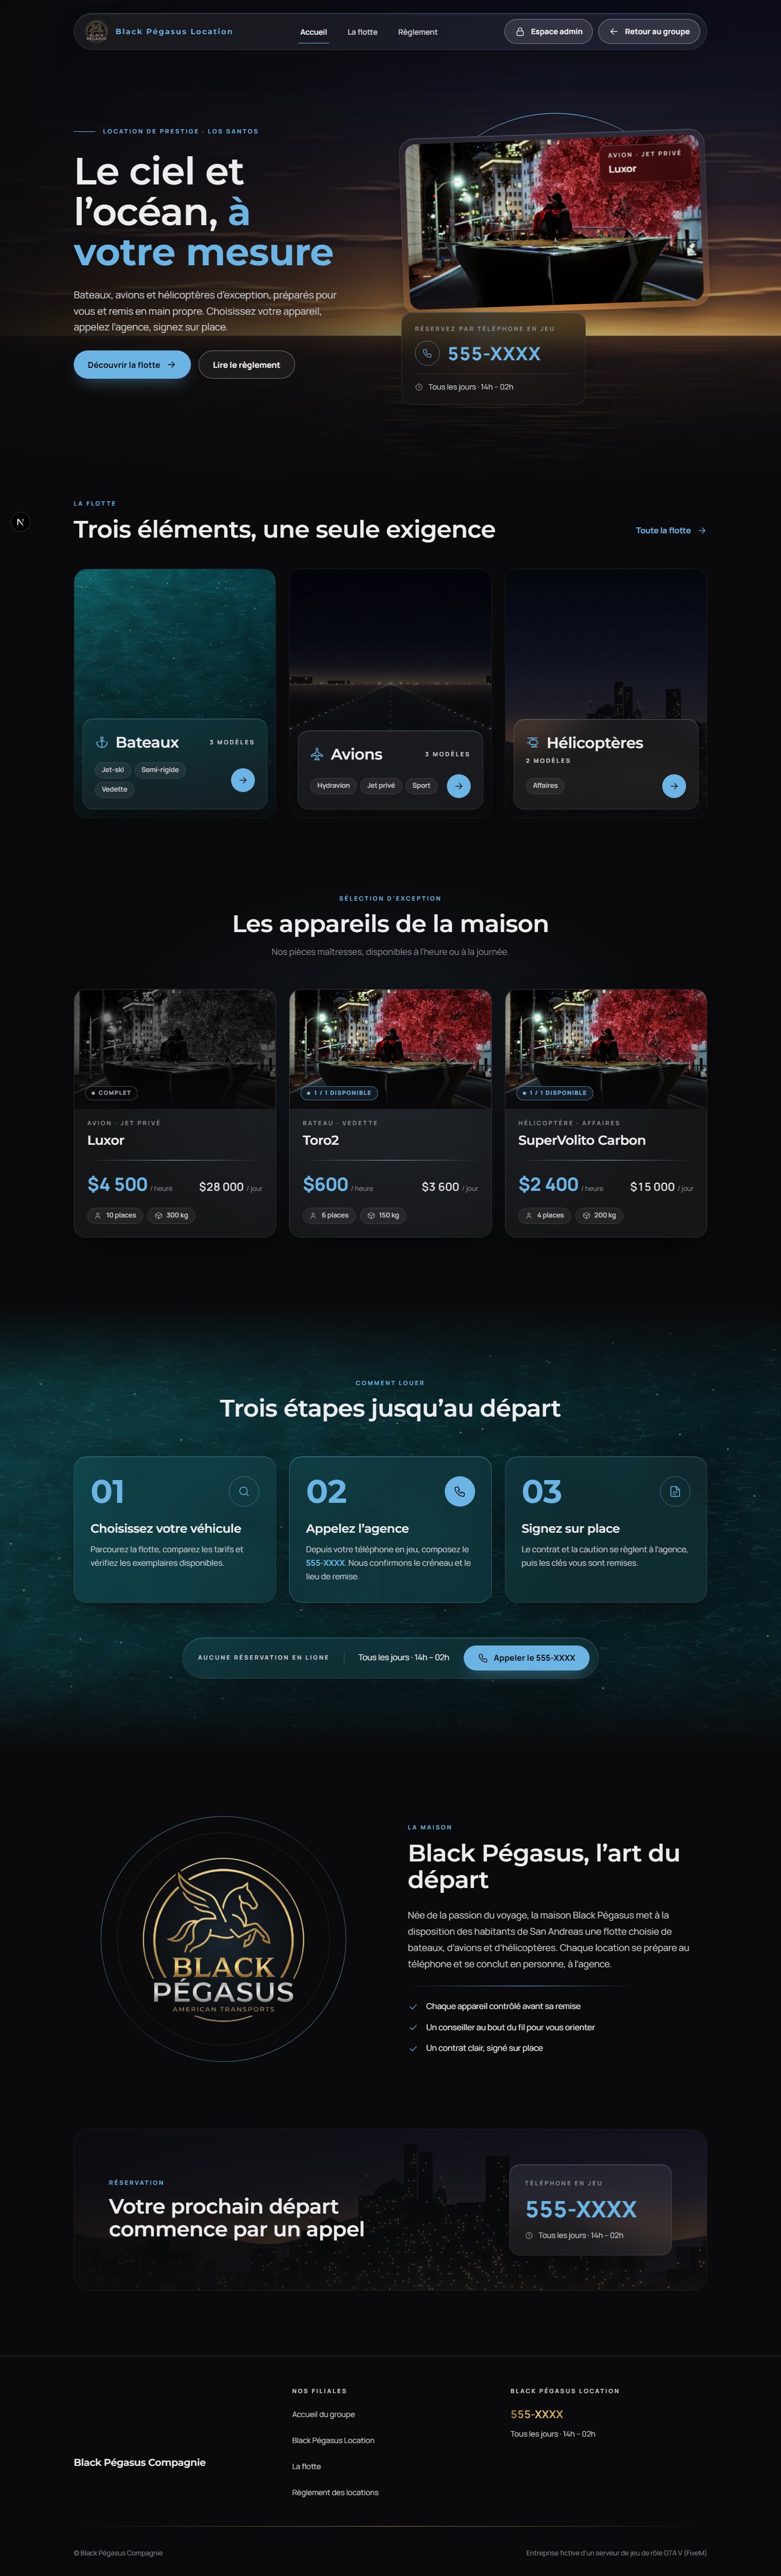 Black Pégasus Location
Accueil
La flotte
Règlement
Espace admin
Retour au groupe
LOCATION DE PRESTIGE · LOS SANTOS
Le ciel et
l’océan, à
votre mesure
Bateaux, avions et hélicoptères d’exception, préparés pour
vous et remis en main propre. Choisissez votre appareil,
appelez l’agence, signez sur place.
Découvrir la flotte
Lire le règlement
AVION · JET PRIVÉ
Luxor
RÉSERVEZ PAR TÉLÉPHONE EN JEU
555-XXXX
Tous les jours · 14h – 02h
N
LA FLOTTE
Trois éléments, une seule exigence
Toute la flotte
Bateaux
3 MODÈLES
Jet-ski
Semi-rigide
Vedette
Avions
3 MODÈLES
Hydravion
Jet privé
Sport
Hélicoptères
2 MODÈLES
Affaires
SÉLECTION D’EXCEPTION
Les appareils de la maison
Nos pièces maîtresses, disponibles à l’heure ou à la journée.
COMPLET
AVION · JET PRIVÉ
Luxor
$4 500 / heure
$28 000 / jour
10 places
300 kg
1 / 1 DISPONIBLE
BATEAU · VEDETTE
Toro2
$600 / heure
$3 600 / jour
6 places
150 kg
1 / 1 DISPONIBLE
HÉLICOPTÈRE · AFFAIRES
SuperVolito Carbon
$2 400 / heure
$15 000 / jour
4 places
200 kg
COMMENT LOUER
Trois étapes jusqu’au départ
01
Choisissez votre véhicule
Parcourez la flotte, comparez les tarifs et
vérifiez les exemplaires disponibles.
02
Appelez l’agence
Depuis votre téléphone en jeu, composez le
555-XXXX. Nous confirmons le créneau et le
lieu de remise.
03
Signez sur place
Le contrat et la caution se règlent à l’agence,
puis les clés vous sont remises.
AUCUNE RÉSERVATION EN LIGNE
Tous les jours · 14h – 02h
Appeler le 555-XXXX
BLACK
PÉGASUS
AMERICAN TRANSPORTS
LA MAISON
Black Pégasus, l’art du
départ
Née de la passion du voyage, la maison Black Pégasus met à la
disposition des habitants de San Andreas une flotte choisie de
bateaux, d’avions et d’hélicoptères. Chaque location se prépare au
téléphone et se conclut en personne, à l’agence.
Chaque appareil contrôlé avant sa remise
Un conseiller au bout du fil pour vous orienter
Un contrat clair, signé sur place
RÉSERVATION
Votre prochain départ
commence par un appel
TÉLÉPHONE EN JEU
555-XXXX
Tous les jours · 14h – 02h
Black Pégasus Compagnie
NOS FILIALES
Accueil du groupe
Black Pégasus Location
La flotte
Règlement des locations
BLACK PÉGASUS LOCATION
555-XXXX
Tous les jours · 14h – 02h
© Black Pégasus Compagnie
Entreprise fictive d’un serveur de jeu de rôle GTA V (FiveM)